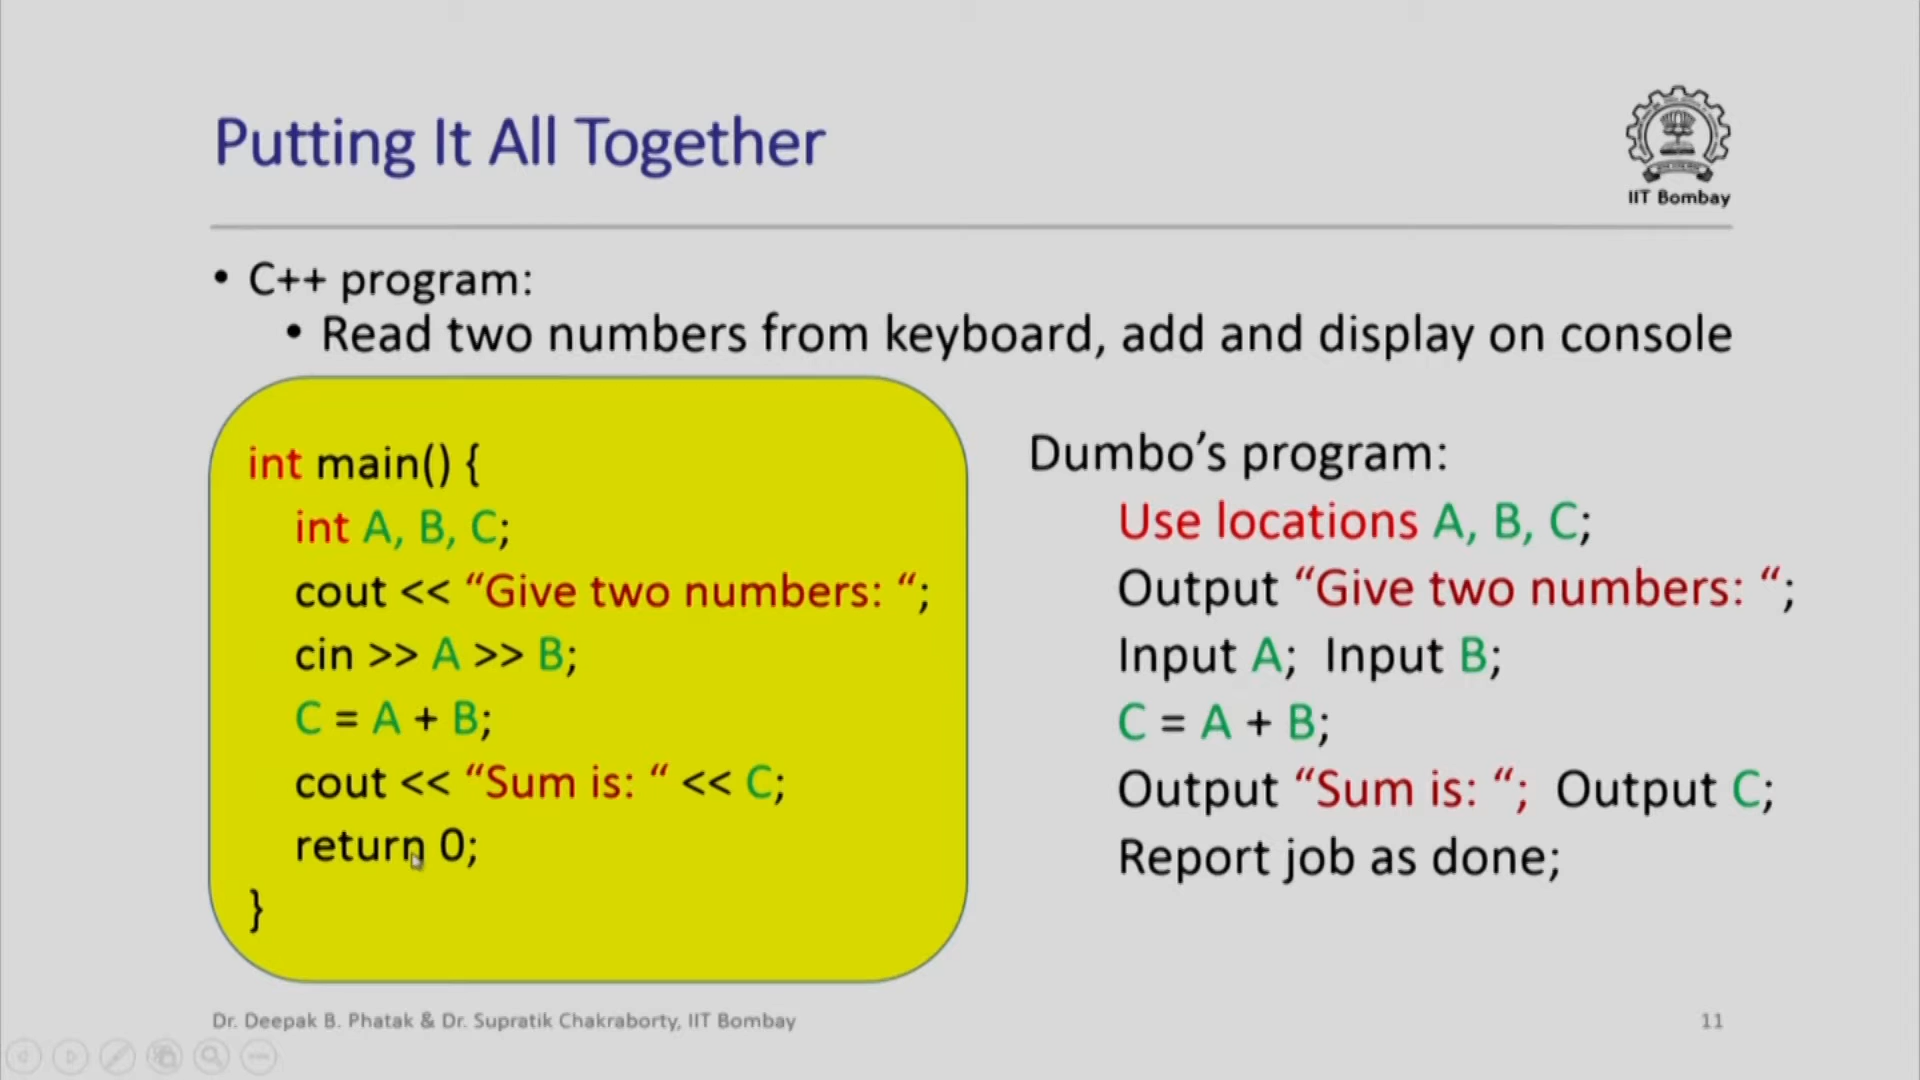 Putting It All Together
IIT Bombay
• C++ program:
• Read two numbers from keyboard, add and display on console
int main() {
int A, B, C;
cout << “Give two numbers: “;
cin >> A >> B;
C = A + B;
cout << “Sum is: “ << C;
return 0;
}
Dumbo’s program:
Use locations A, B, C;
Output “Give two numbers: “;
Input A;  Input B;
C = A + B;
Output “Sum is: “;  Output C;
Report job as done;
Dr. Deepak B. Phatak & Dr. Supratik Chakraborty, IIT Bombay
11